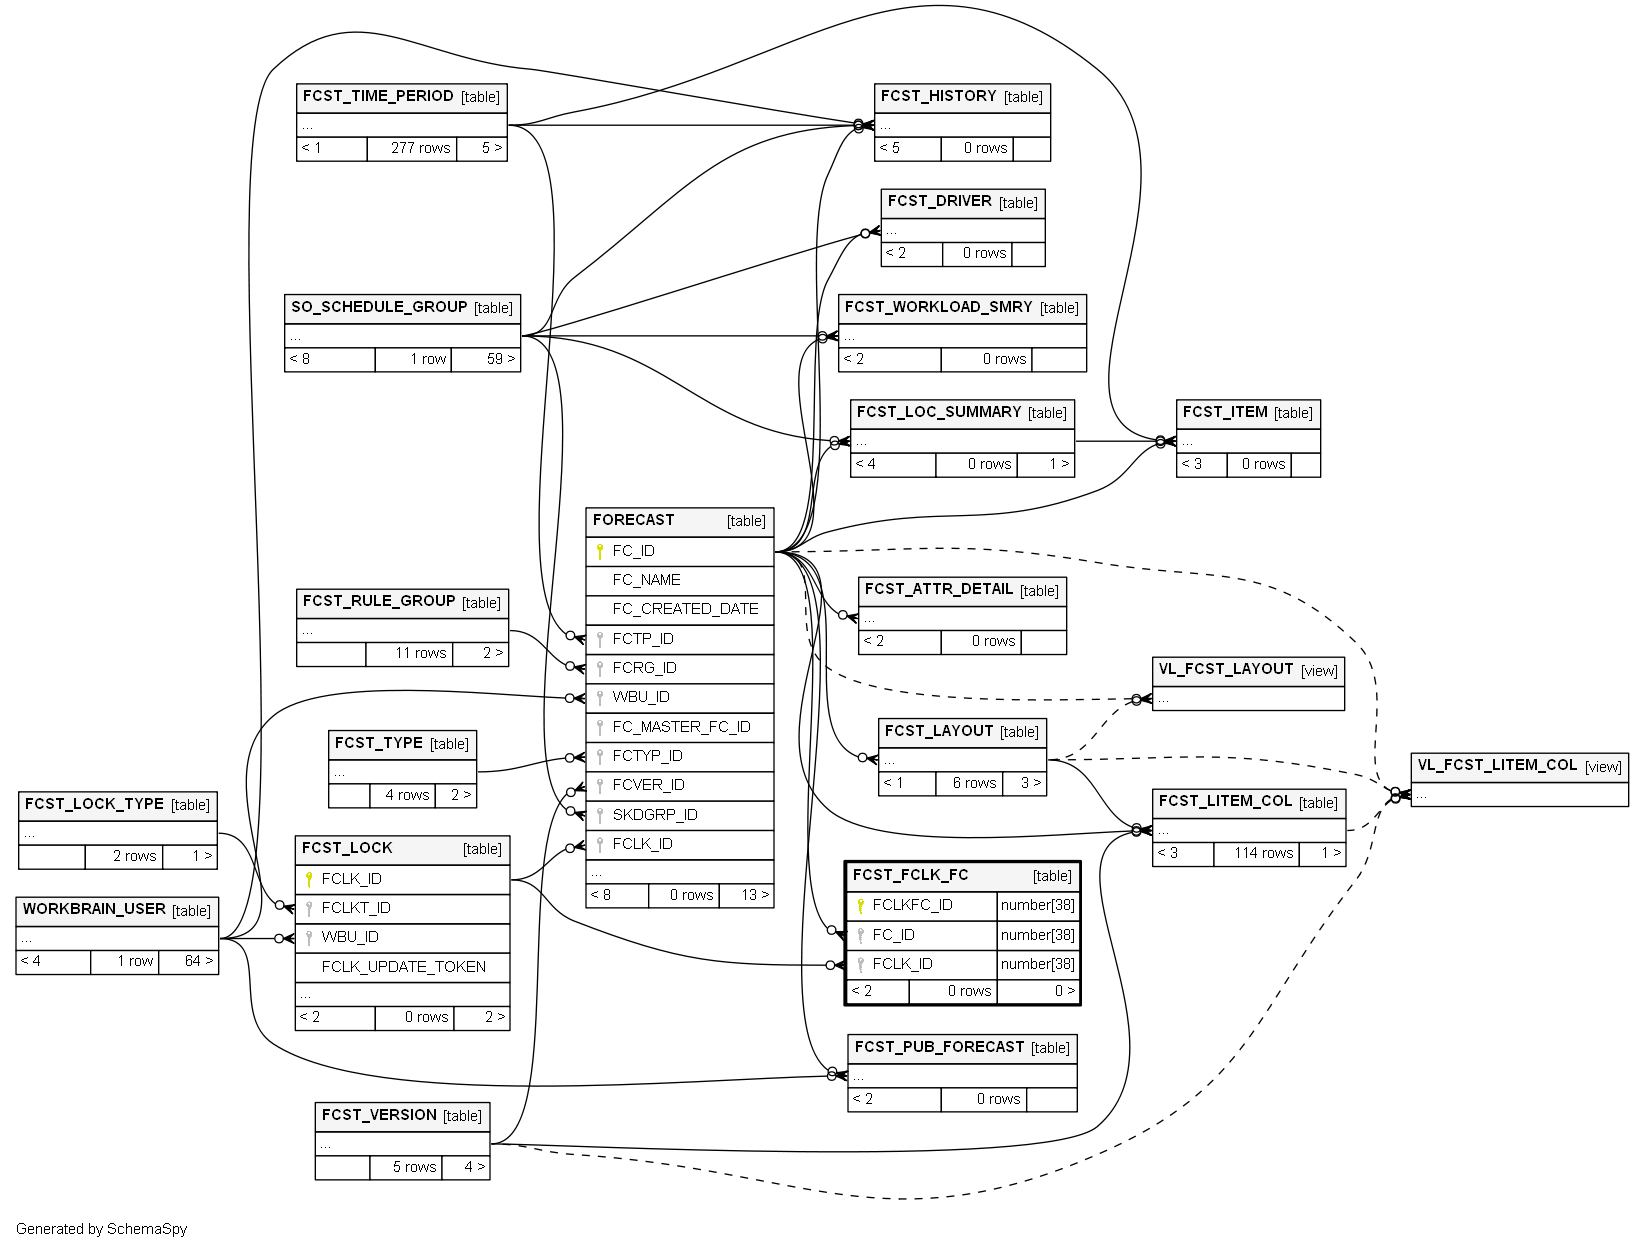 FCST_TIME_PERIOD [table]
...
< 1 277 rows 5 >
FCST_HISTORY [table]
...
< 5 0 rows
FCST_DRIVER [table]
...
< 2 0 rows
SO_SCHEDULE_GROUP [table]
...
< 8 1 row 59 >
FCST_WORKLOAD_SMRY [table]
...
< 2 0 rows
FCST_LOC_SUMMARY [table]
...
< 4 0 rows 1 >
FCST_ITEM [table]
...
< 3 0 rows
FORECAST [table]
FC_ID
FC_NAME
FC_CREATED_DATE
FCTP_ID
FCRG_ID
WBU_ID
FC_MASTER_FC_ID
FCTYP_ID
FCVER_ID
SKDGRP_ID
FCLK_ID
...
< 8 0 rows 13 >
FCST_RULE_GROUP [table]
...
11 rows 2 >
FCST_ATTR_DETAIL [table]
...
< 2 0 rows
VL_FCST_LAYOUT [view]
...
FCST_TYPE [table]
...
4 rows 2 >
FCST_LAYOUT [table]
...
< 1 6 rows 3 >
VL_FCST_LITEM_COL [view]
...
FCST_LOCK_TYPE [table]
...
2 rows 1 >
FCST_LITEM_COL [table]
...
< 3 114 rows 1 >
FCST_LOCK [table]
FCLK_ID
FCLKT_ID
WBU_ID
FCLK_UPDATE_TOKEN
...
< 2 0 rows 2 >
FCST_FCLK_FC [table]
FCLKFC_ID number[38]
FC_ID number[38]
FCLK_ID number[38]
< 2 0 rows 0 >
WORKBRAIN_USER [table]
...
< 4 1 row 64 >
FCST_PUB_FORECAST [table]
...
< 2 0 rows
FCST_VERSION [table]
...
5 rows 4 >
Generated by SchemaSpy